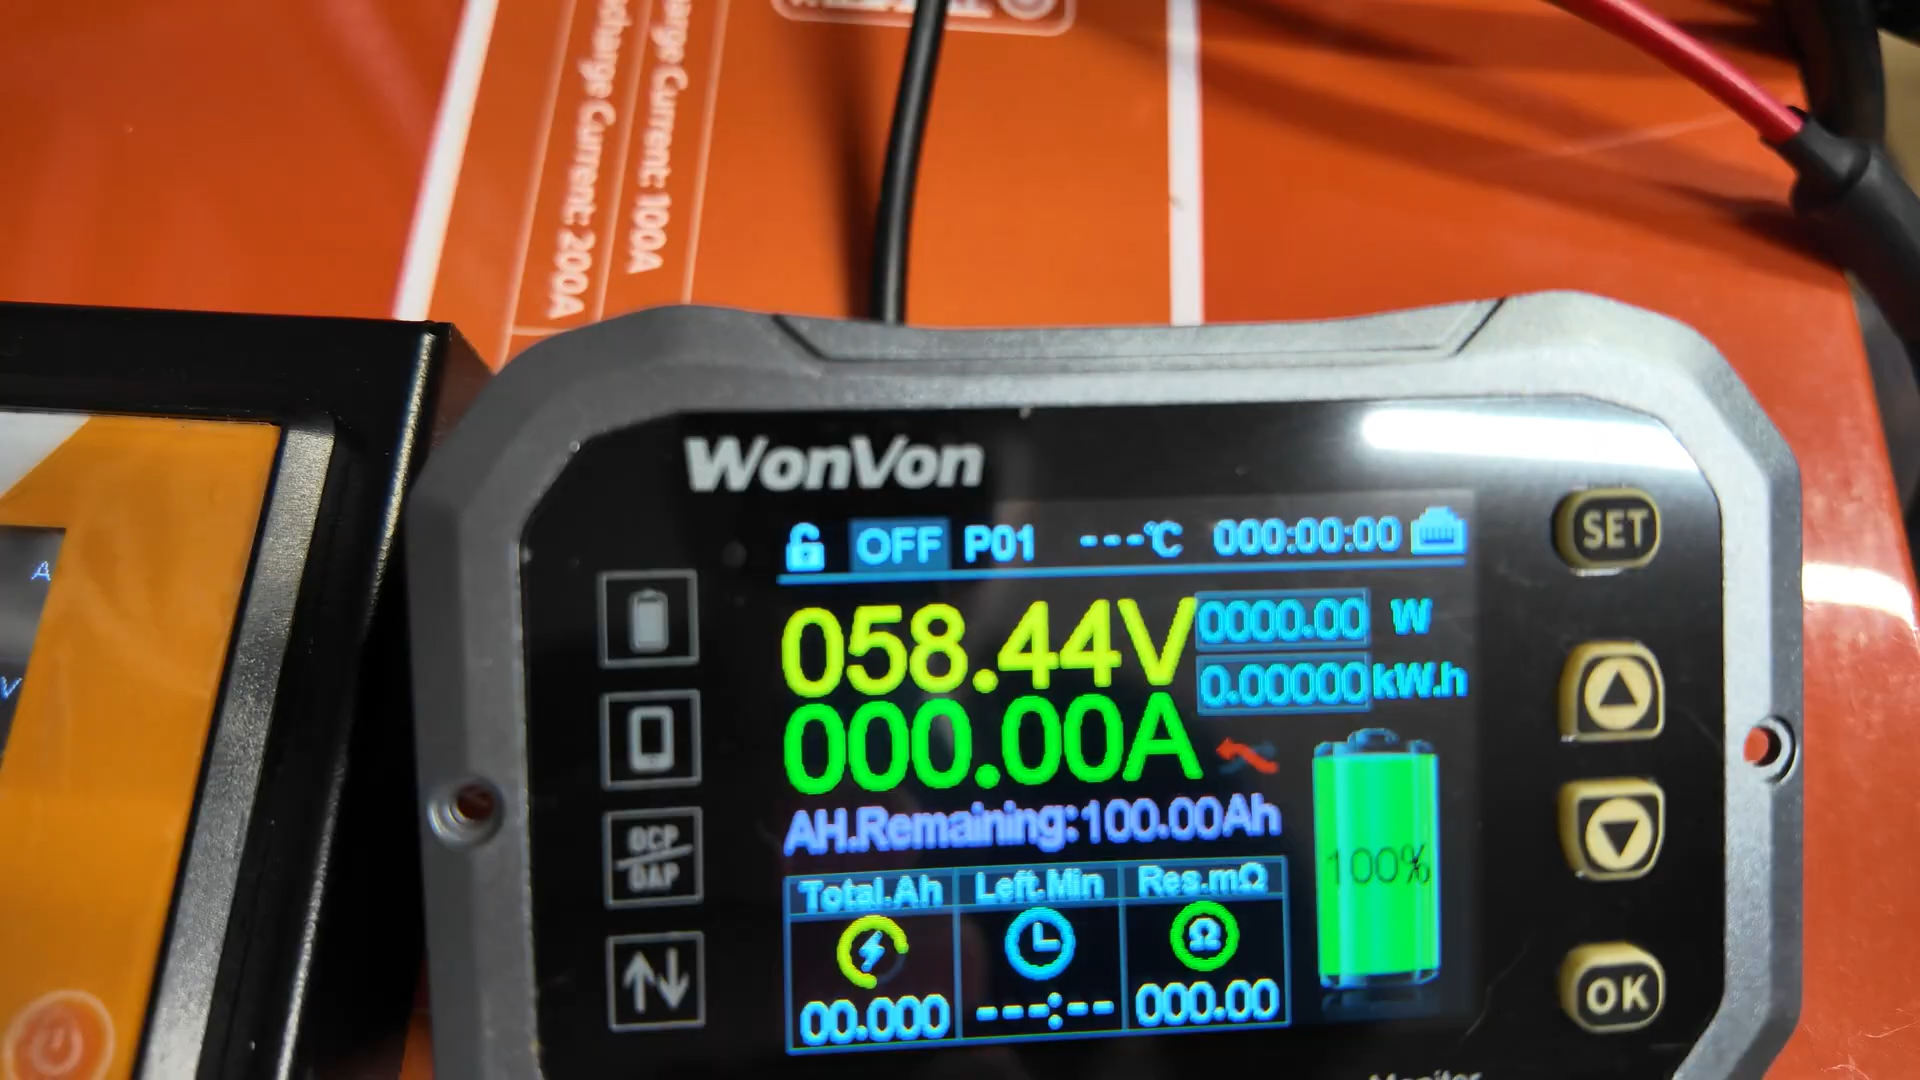 Current: 100A
Current: 200A
WonVon
OFF P01 ---℃ 000:00:00
058.44V
0000.00 W
0.00000 kW.h
000.00A
AH.Remaining:100.00Ah
100%
Total.Ah Left.Min Res.mΩ
Ω
00.000 ---:-- 000.00
OCP
OAP
SET
OK
A
V